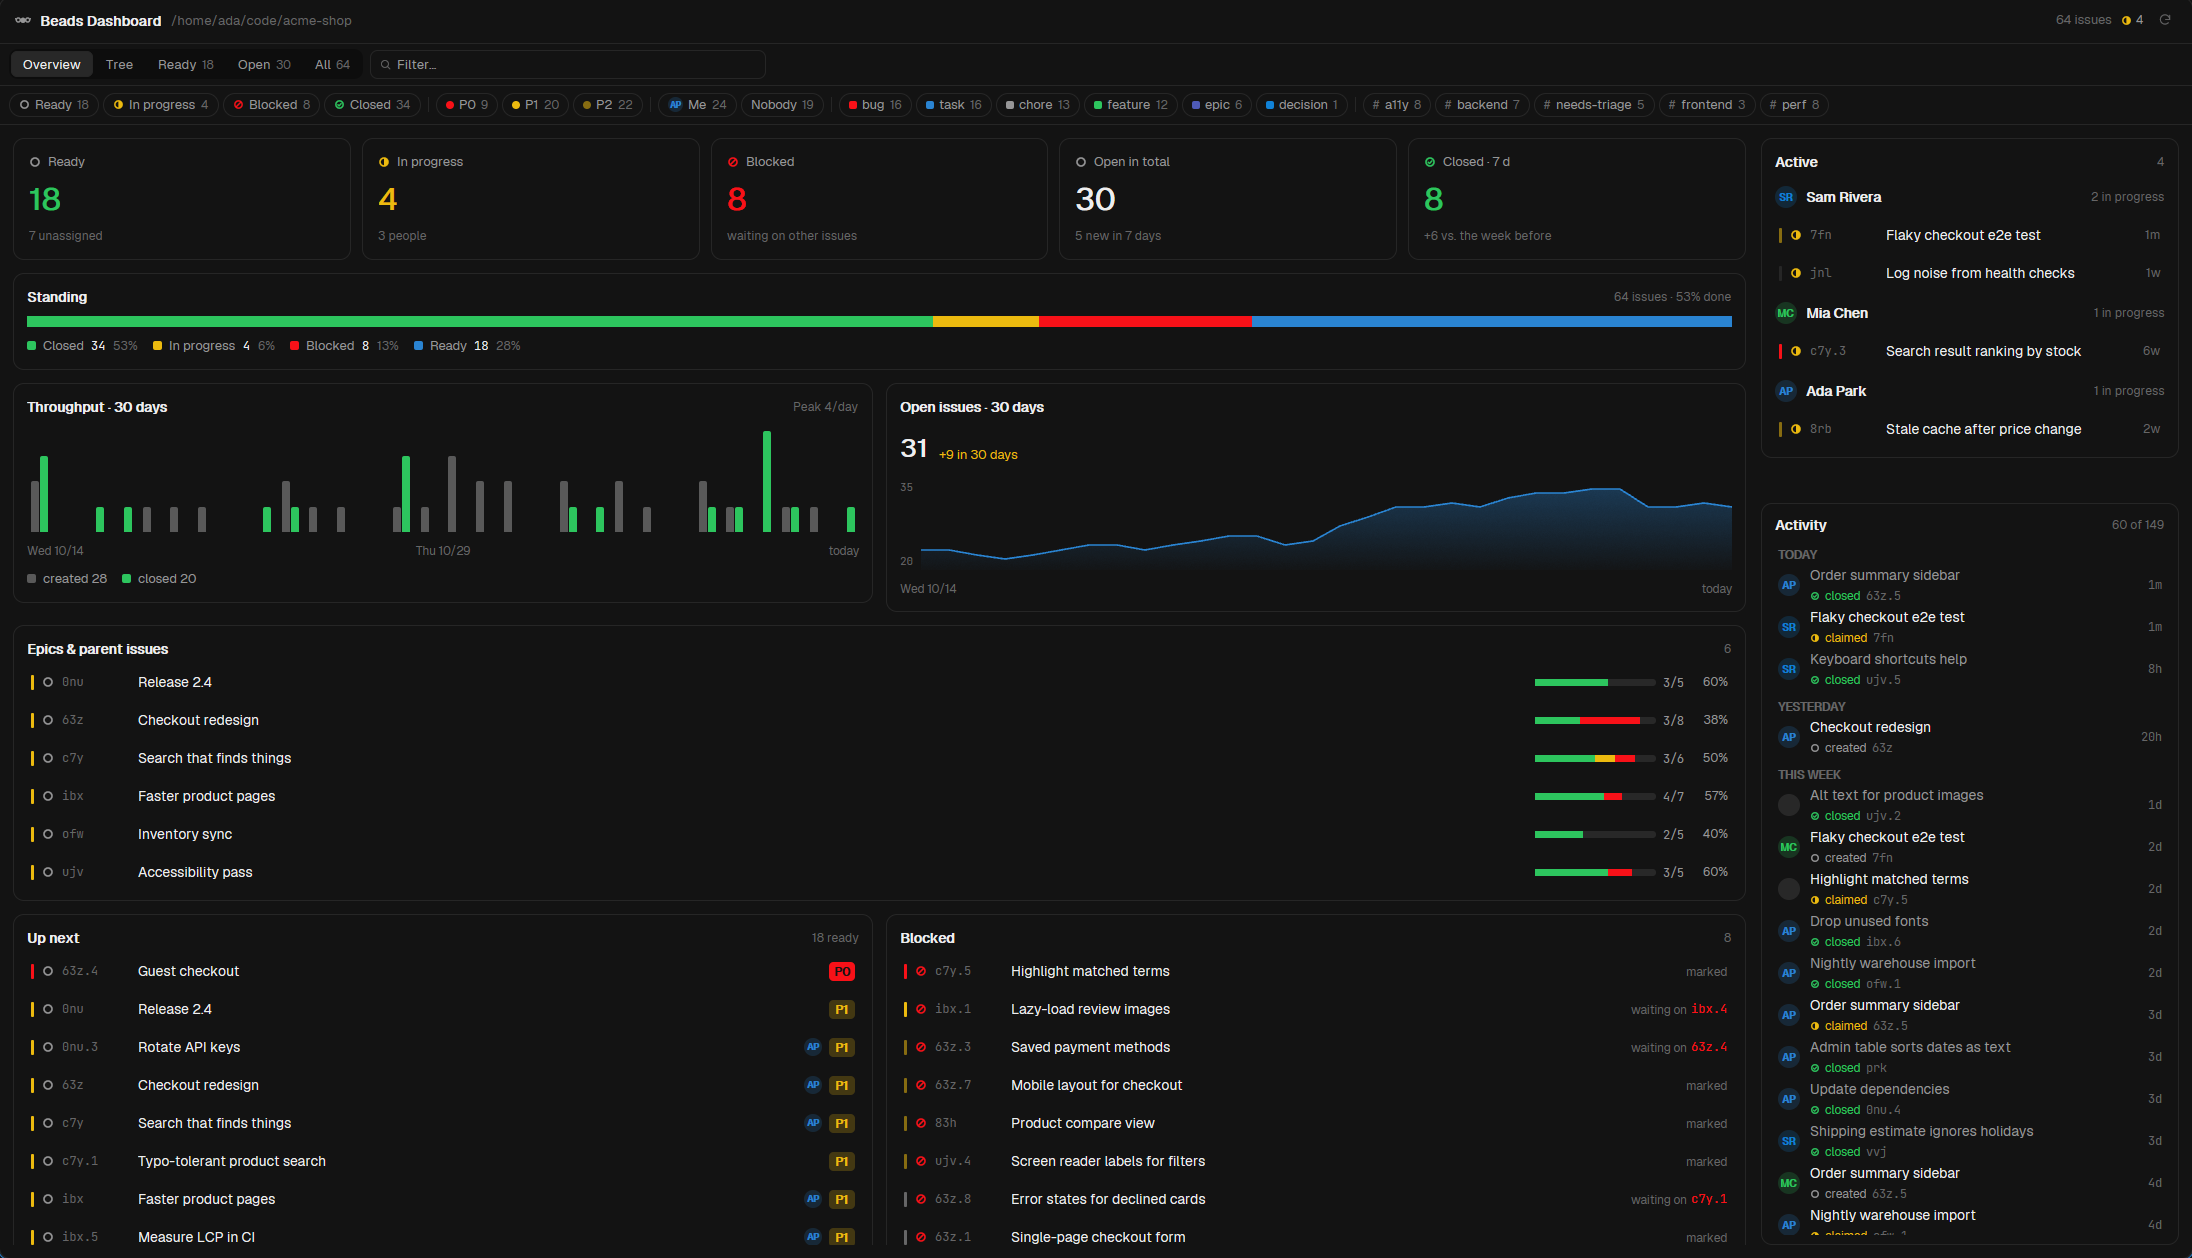 Beads Dashboard /home/ada/code/acme-shop 64 issues 4
Overview Tree Ready 18 Open 30 All 64 Filter...
Ready 18 In progress 4 Blocked 8 Closed 34 P0 9 P1 20 P2 22 AP Me 24 Nobody 19 bug 16 task 16 chore 13 feature 12 epic 6 decision 1 # a11y 8 # backend 7 # needs-triage 5 # frontend 3 # perf 8
Ready
18
7 unassigned
In progress
4
3 people
Blocked
8
waiting on other issues
Open in total
30
5 new in 7 days
Closed · 7 d
8
+6 vs. the week before
Standing 64 issues · 53% done
Closed 34 53% In progress 4 6% Blocked 8 13% Ready 18 28%
Throughput · 30 days Peak 4/day
Wed 10/14 Thu 10/29 today
created 28 closed 20
Open issues · 30 days
31 +9 in 30 days
35
20
Wed 10/14 today
Epics & parent issues 6
0nu Release 2.4 3/5 60%
63z Checkout redesign 3/8 38%
c7y Search that finds things 3/6 50%
ibx Faster product pages 4/7 57%
ofw Inventory sync 2/5 40%
ujv Accessibility pass 3/5 60%
Up next 18 ready
63z.4 Guest checkout P0
0nu Release 2.4 P1
0nu.3 Rotate API keys AP P1
63z Checkout redesign AP P1
c7y Search that finds things AP P1
c7y.1 Typo-tolerant product search P1
ibx Faster product pages AP P1
ibx.5 Measure LCP in CI AP P1
Blocked 8
c7y.5 Highlight matched terms marked
ibx.1 Lazy-load review images waiting on ibx.4
63z.3 Saved payment methods waiting on 63z.4
63z.7 Mobile layout for checkout marked
83h Product compare view marked
ujv.4 Screen reader labels for filters marked
63z.8 Error states for declined cards waiting on c7y.1
63z.1 Single-page checkout form marked
Active 4
SR Sam Rivera 2 in progress
7fn Flaky checkout e2e test 1m
jnl Log noise from health checks 1w
MC Mia Chen 1 in progress
c7y.3 Search result ranking by stock 6w
AP Ada Park 1 in progress
8rb Stale cache after price change 2w
Activity 60 of 149
TODAY
Order summary sidebar
AP closed 63z.5 1m
Flaky checkout e2e test
SR claimed 7fn 1m
Keyboard shortcuts help
SR closed ujv.5 8h
YESTERDAY
Checkout redesign
AP created 63z 20h
THIS WEEK
Alt text for product images
closed ujv.2 1d
Flaky checkout e2e test
MC created 7fn 2d
Highlight matched terms
claimed c7y.5 2d
Drop unused fonts
AP closed ibx.6 2d
Nightly warehouse import
AP closed ofw.1 2d
Order summary sidebar
AP claimed 63z.5 3d
Admin table sorts dates as text
AP closed prk 3d
Update dependencies
AP closed 0nu.4 3d
Shipping estimate ignores holidays
SR closed vvj 3d
Order summary sidebar
MC created 63z.5 4d
Nightly warehouse import
AP claimed ofw.1 4d